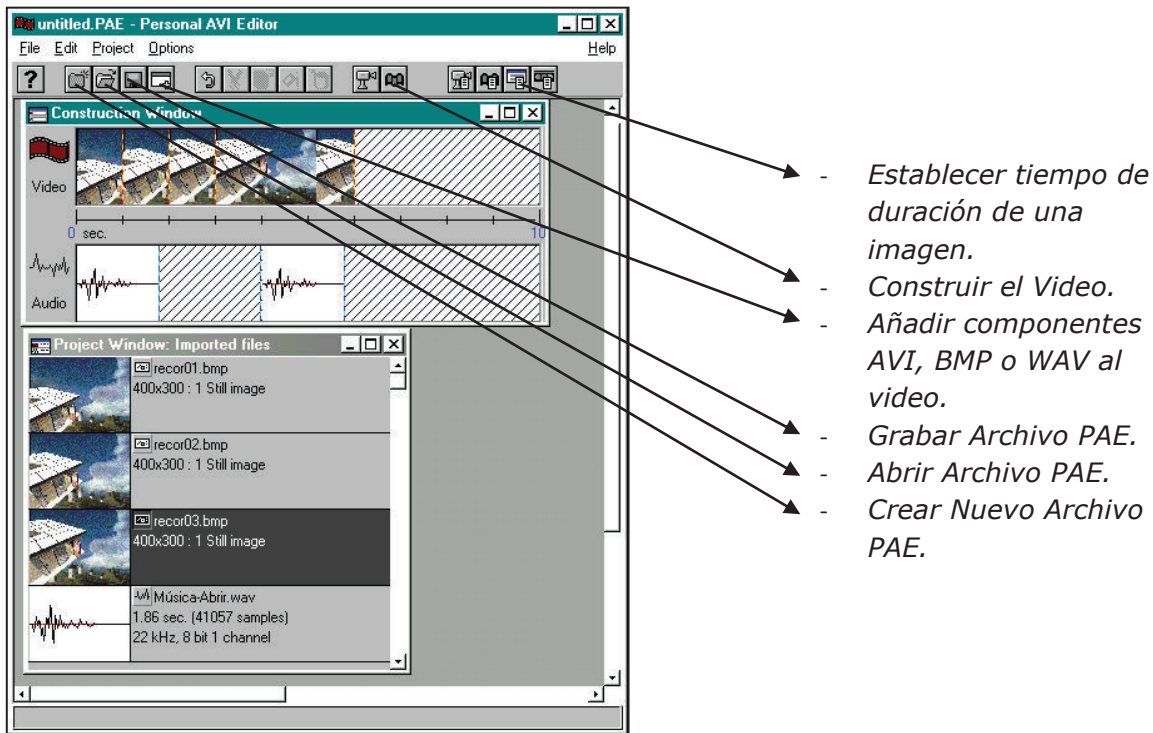 untitled.PAE - Personal AVI Editor
File Edit Project Options Help
?
Construction Window
Video
0 sec. 10
Audio
Project Window: Imported files
recor01.bmp
400x300 : 1 Still image
recor02.bmp
400x300 : 1 Still image
recor03.bmp
400x300 : 1 Still image
Música-Abrir.wav
1.86 sec. (41057 samples)
22 kHz, 8 bit 1 channel
- Establecer tiempo de
duración de una
imagen.
- Construir el Video.
- Añadir componentes
AVI, BMP o WAV al
video.
- Grabar Archivo PAE.
- Abrir Archivo PAE.
- Crear Nuevo Archivo
PAE.